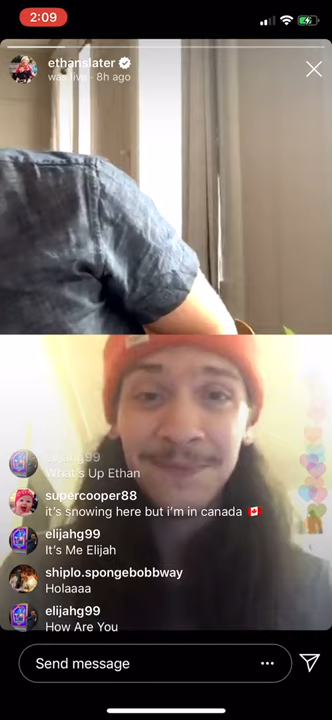 2:09
ethanslater
was live · 8h ago
elijahg99
What's Up Ethan
supercooper88
it's snowing here but i'm in canada 🇨🇦
elijahg99
It's Me Elijah
shiplo.spongebobbway
Holaaaa
elijahg99
How Are You
Send message